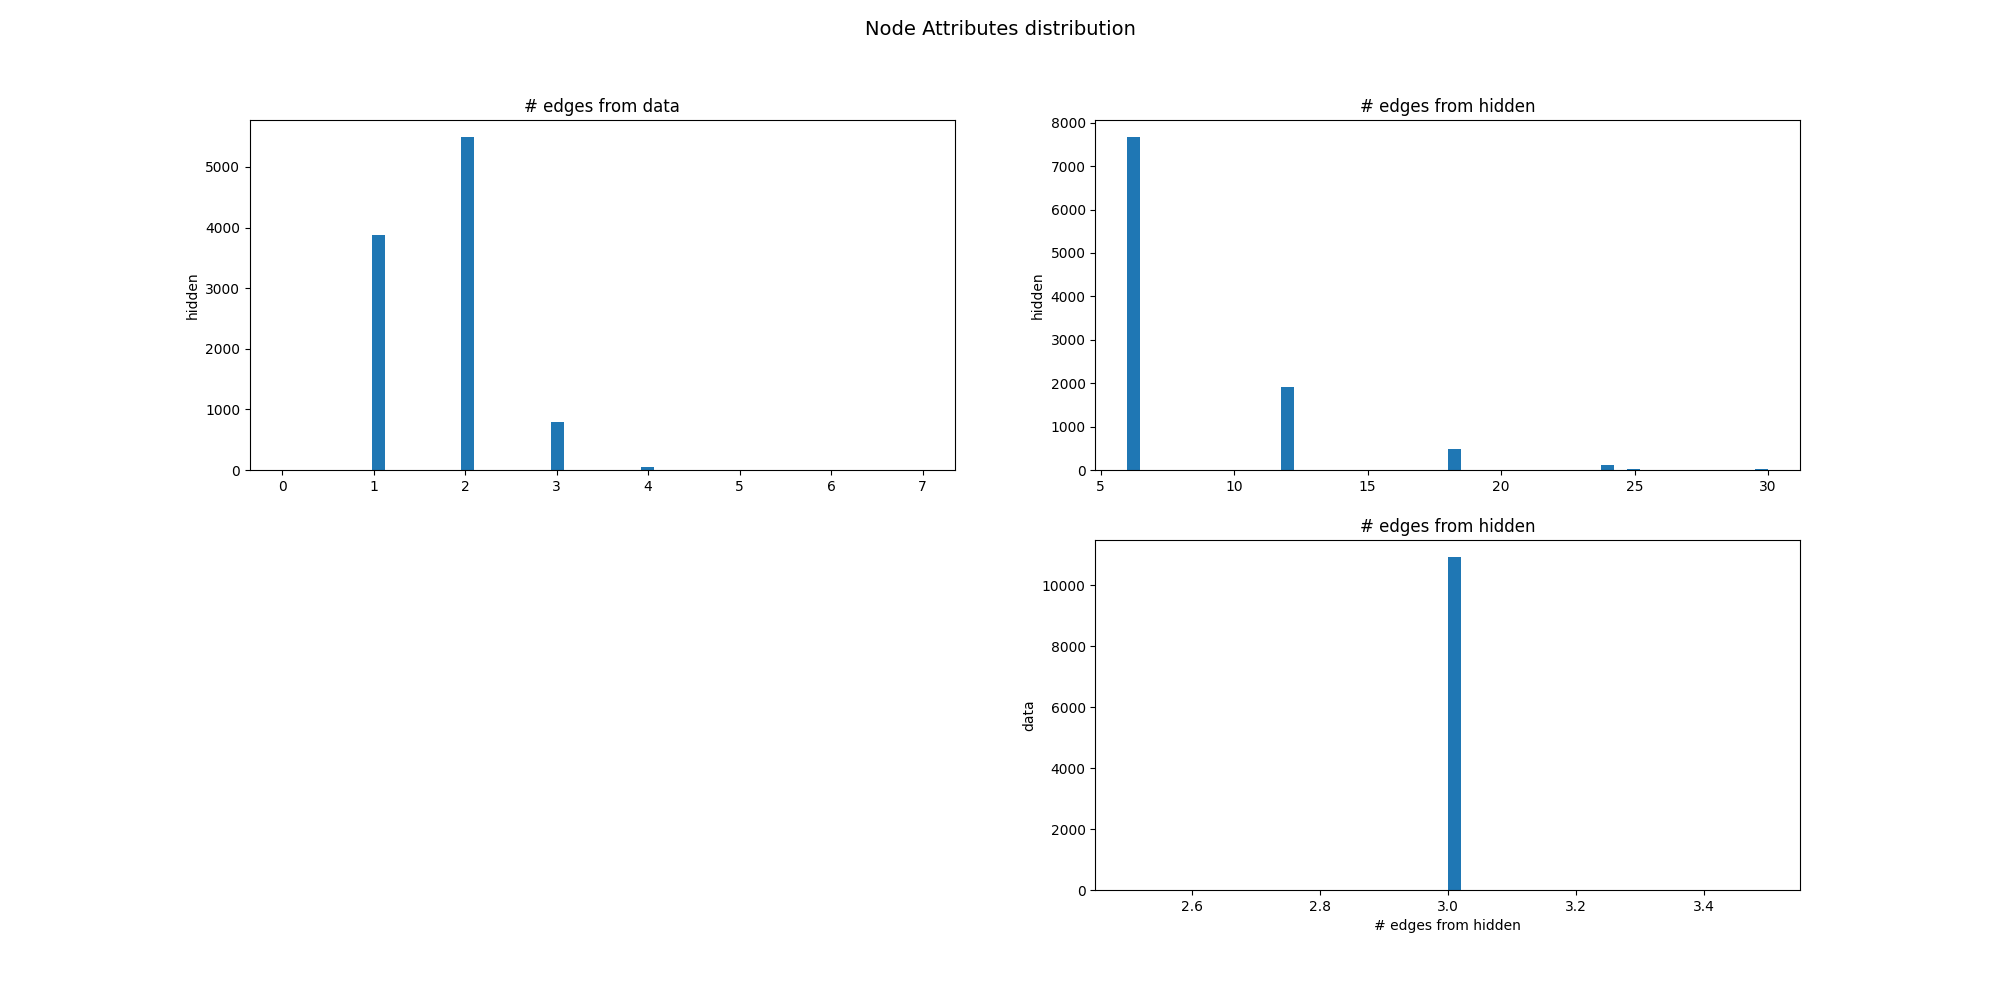 Node Attributes distribution
# edges from data
hidden
5000
4000
3000
2000
1000
0
0 1 2 3 4 5 6 7
# edges from hidden
hidden
8000
7000
6000
5000
4000
3000
2000
1000
0
5 10 15 20 25 30
# edges from hidden
data
10000
8000
6000
4000
2000
0
2.6 2.8 3.0 3.2 3.4
# edges from hidden